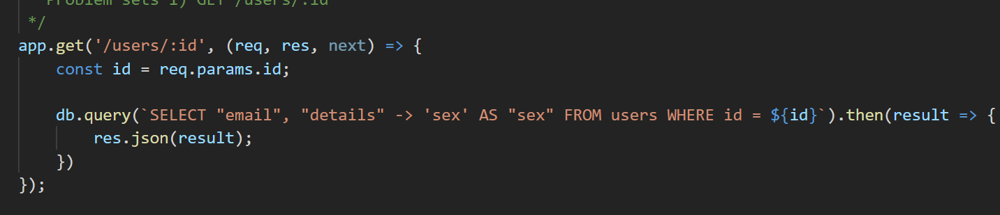 Problem sets 1) GET /users/:id
*/
app.get('/users/:id', (req, res, next) => {
const id = req.params.id;
db.query(`SELECT "email", "details" -> 'sex' AS "sex" FROM users WHERE id = ${id}`).then(result => {
res.json(result);
})
});